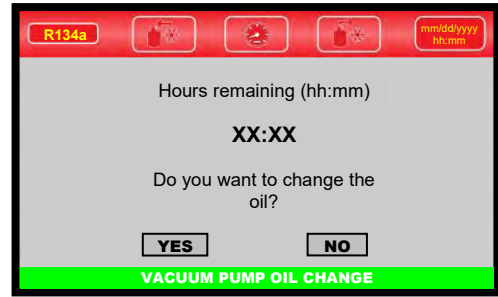 R134a
mm/dd/yyyy
hh:mm
Hours remaining (hh:mm)
XX:XX
Do you want to change the
oil?
YES NO
VACUUM PUMP OIL CHANGE